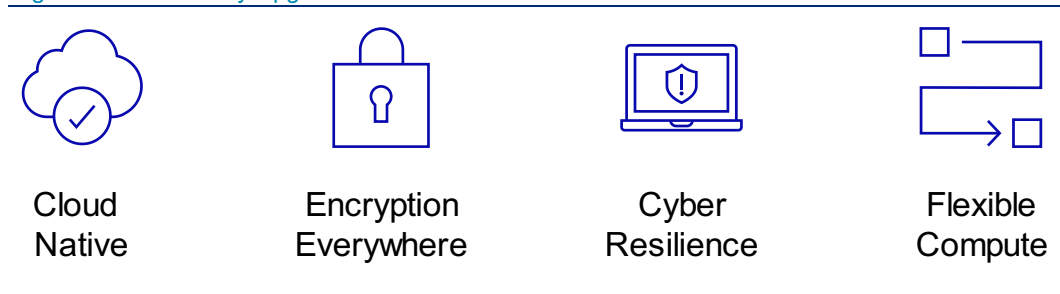 Cloud
Native
Encryption
Everywhere
Cyber
Resilience
Flexible
Compute